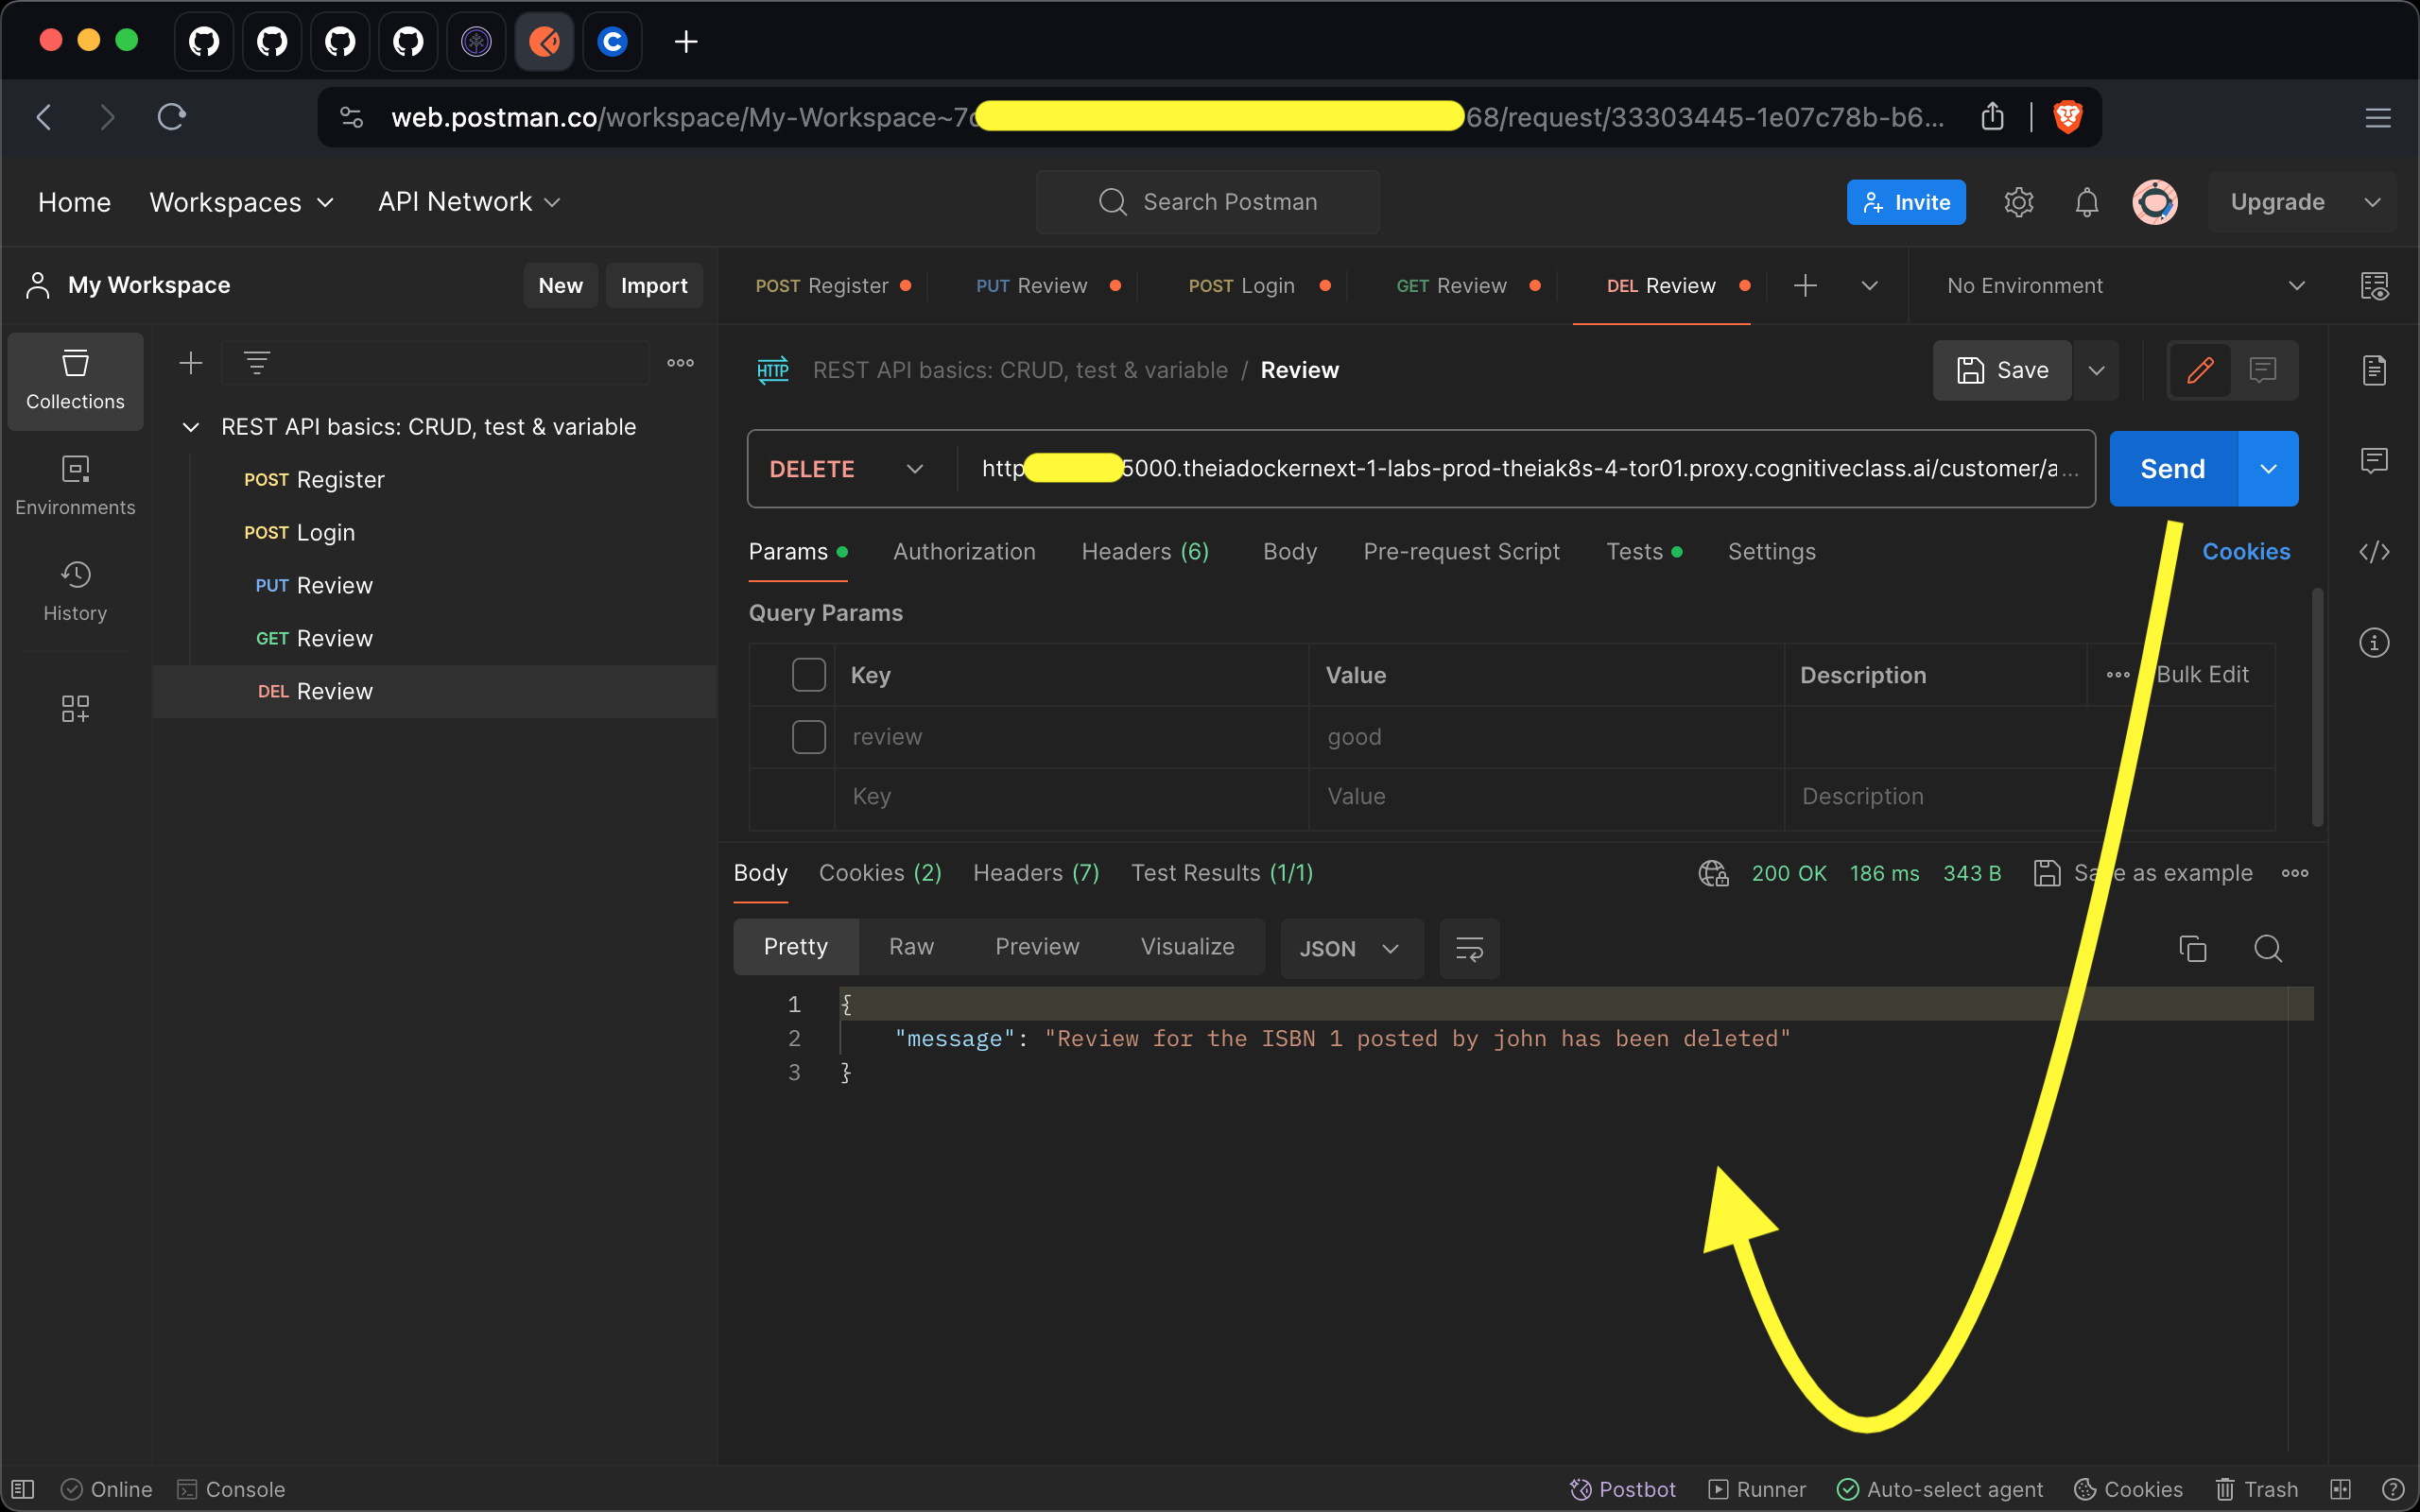 web.postman.co/workspace/My-Workspace~7 68/request/33303445-1e07c78b-b6...
Home Workspaces API Network Search Postman Invite Upgrade
My Workspace New Import
POST Register PUT Review POST Login GET Review DEL Review No Environment
Collections
Environments
History
REST API basics: CRUD, test & variable
POST Register
POST Login
PUT Review
GET Review
DEL Review
HTTP REST API basics: CRUD, test & variable / Review Save
DELETE http 5000.theiadockernext-1-labs-prod-theiak8s-4-tor01.proxy.cognitiveclass.ai/customer/a... Send
Params Authorization Headers (6) Body Pre-request Script Tests Settings Cookies
Query Params
Key Value Description Bulk Edit
review good
Key Value Description
Body Cookies (2) Headers (7) Test Results (1/1) 200 OK 186 ms 343 B as example
Pretty Raw Preview Visualize JSON
1 {
2 "message": "Review for the ISBN 1 posted by john has been deleted"
3 }
Online Console Postbot Runner Auto-select agent Cookies Trash